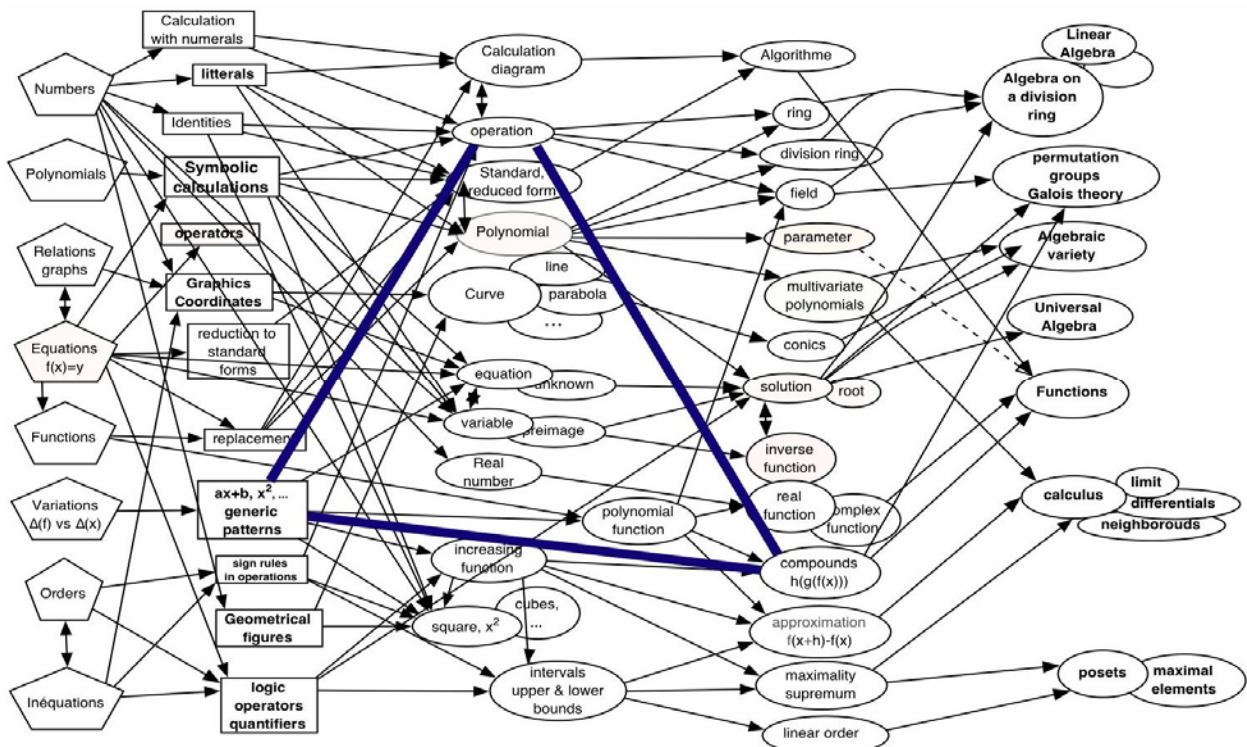 Numbers
Polynomials
Relations
graphs
Equations
f(x)=y
Functions
Variations
Δ(f) vs Δ(x)
Orders
Inéquations
Calculation
with numerals
litterals
Identities
Symbolic
calculations
operators
Graphics
Coordinates
reduction to
standard
forms
replacement
ax+b, x², ...
generic
patterns
sign rules
in operations
Geometrical
figures
logic
operators
quantifiers
Calculation
diagram
operation
Standard,
reduced form
Polynomial
line
Curve
parabola
...
equation
unknown
variable
preimage
Real
number
polynomial
function
increasing
function
cubes,
...
square, x²
intervals
upper & lower
bounds
Algorithme
ring
division ring
field
parameter
multivariate
polynomials
conics
solution
root
inverse
function
real
function
complex
function
compounds
h(g(f(x)))
approximation
f(x+h)-f(x)
maximality
supremum
linear order
Linear
Algebra
Algebra on
a division
ring
permutation
groups
Galois theory
Algebraic
variety
Universal
Algebra
Functions
calculus
limit
differentials
neighborouds
posets
maximal
elements